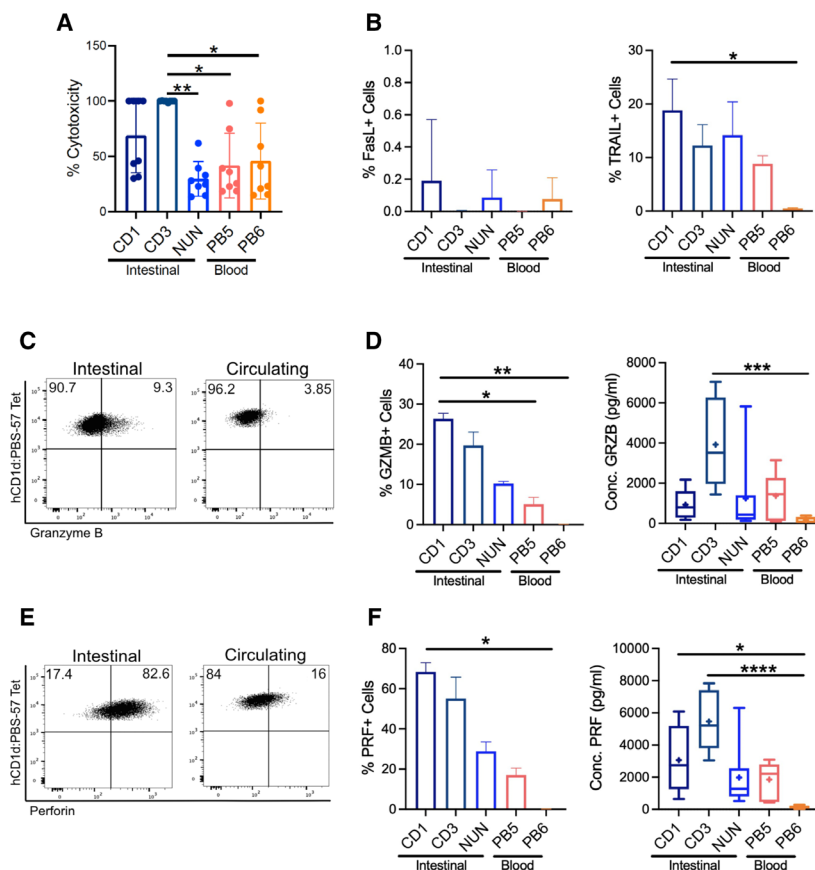 A
% Cytotoxicity
150
100
50
0
**
*
*
CD1
CD3
NUN
PB5
PB6
Intestinal
Blood
B
% FasL+ Cells
1.0
0.8
0.6
0.4
0.2
0.0
CD1
CD3
NUN
PB5
PB6
Intestinal
Blood
% TRAIL+ Cells
30
20
10
0
*
CD1
CD3
NUN
PB5
PB6
Intestinal
Blood
C
Intestinal
Circulating
hCD1d:PBS-57 Tet
90.7 9.3
96.2 3.85
Granzyme B
D
% GZMB+ Cells
40
30
20
10
0
**
*
CD1
CD3
NUN
PB5
PB6
Intestinal
Blood
Conc. GRZB (pg/ml)
8000
6000
4000
2000
0
***
CD1
CD3
NUN
PB5
PB6
Intestinal
Blood
E
Intestinal
Circulating
hCD1d:PBS-57 Tet
17.4 82.6
84 16
Perforin
F
% PRF+ Cells
80
60
40
20
0
*
CD1
CD3
NUN
PB5
PB6
Intestinal
Blood
Conc. PRF (pg/ml)
10000
8000
6000
4000
2000
0
*
****
CD1
CD3
NUN
PB5
PB6
Intestinal
Blood